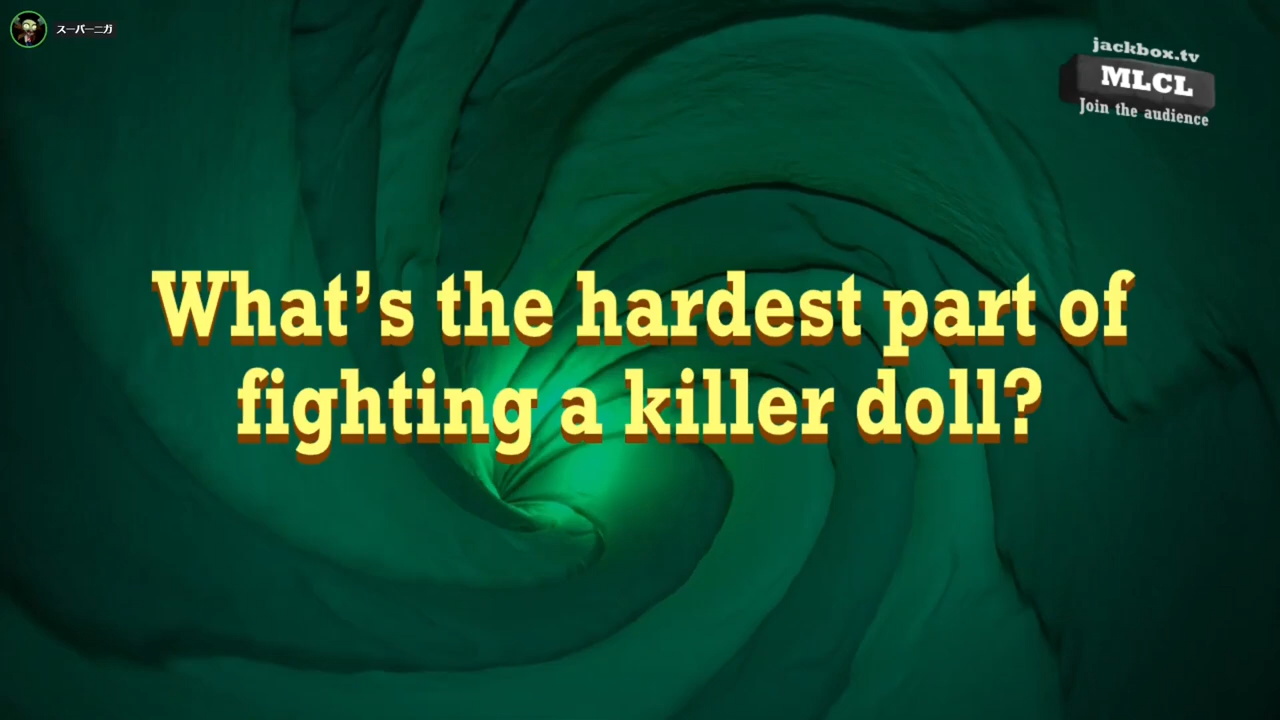 スーパーニガ
jackbox.tv
MLCL
Join the audience
What's the hardest part of
fighting a killer doll?